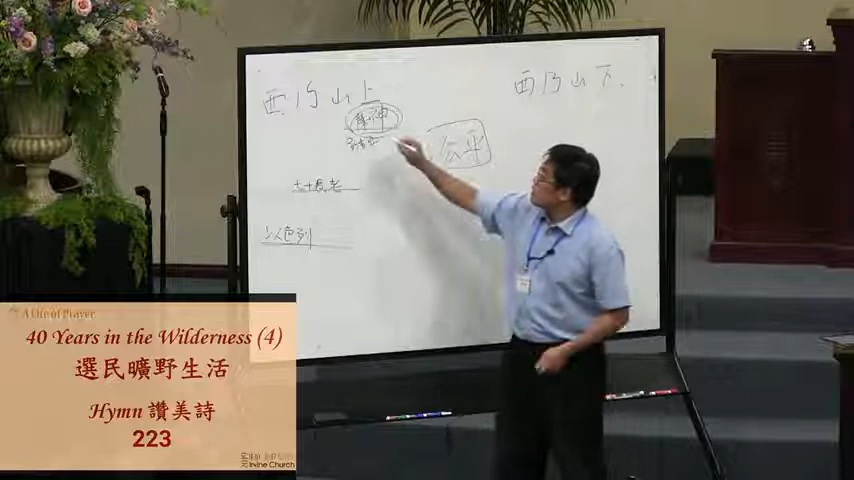 西乃山上
西乃山下.
精神
公平
七十長老
以色列
A Life of Prayer
40 Years in the Wilderness (4)
選民曠野生活
Hymn 讚美詩
223
Irvine Church